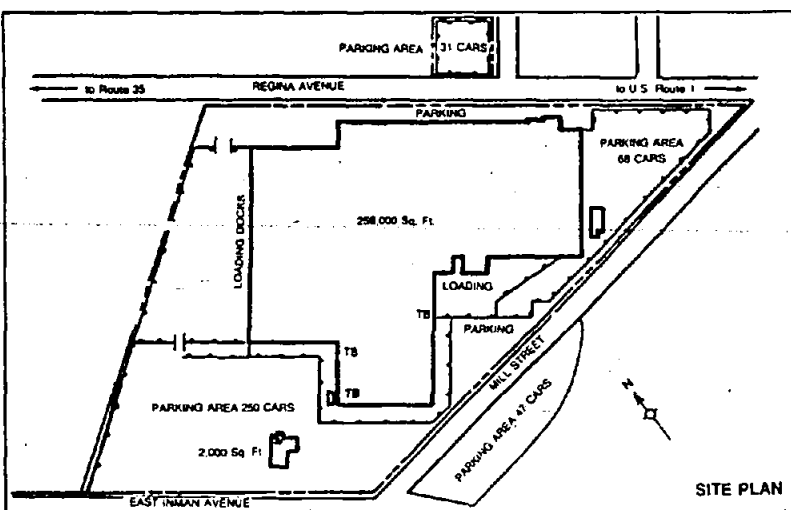 PARKING AREA
31 CARS
to Route 35
REGINA AVENUE
to U.S. Route 1
PARKING
PARKING AREA
68 CARS
258,000 Sq. Ft.
LOADING DOCKS
LOADING
TB
PARKING
TB
TB
MILL STREET
PARKING AREA 47 CARS
PARKING AREA 250 CARS
2,000 Sq. Ft.
N
EAST INMAN AVENUE
SITE PLAN